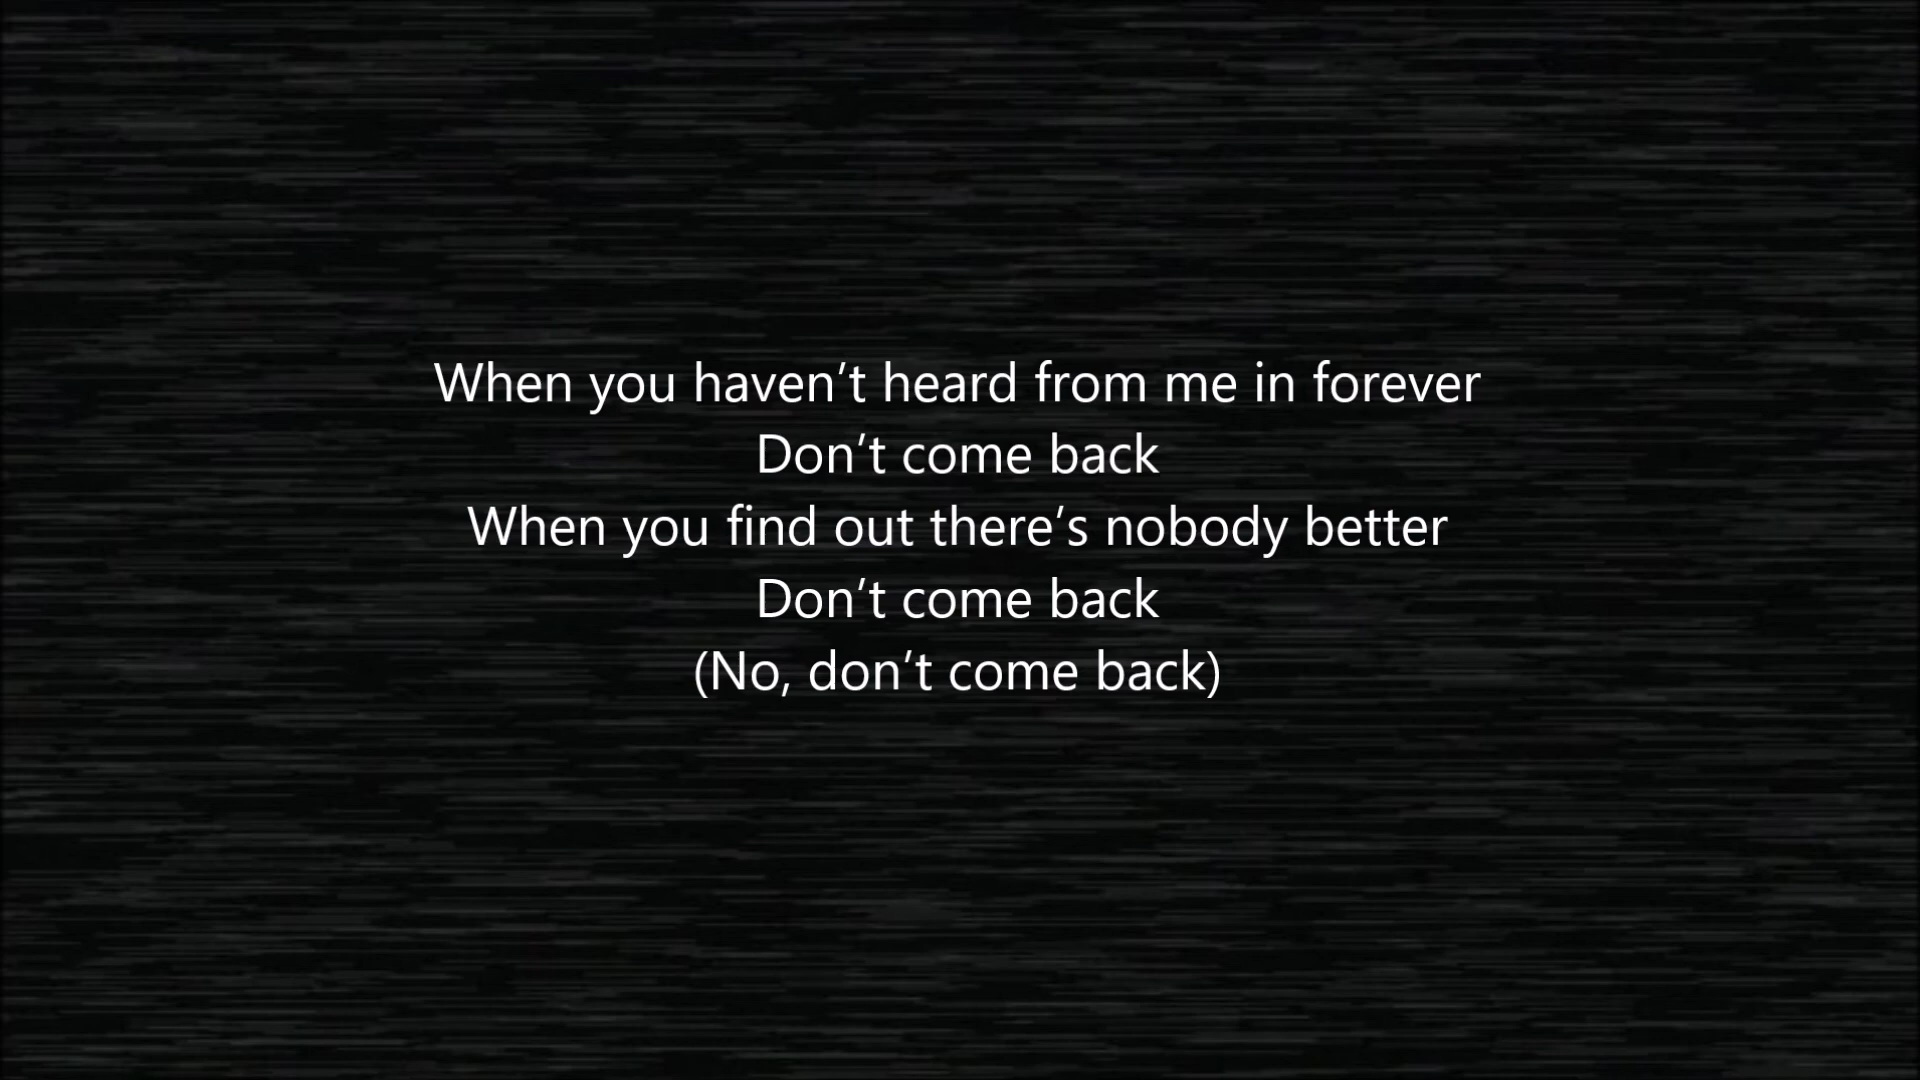 When you haven’t heard from me in forever
Don’t come back
When you find out there’s nobody better
Don’t come back
(No, don’t come back)